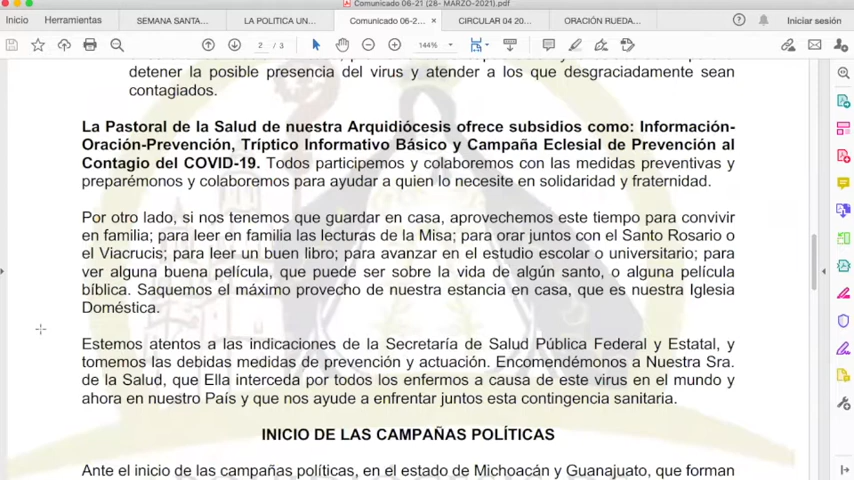 Comunicado 06-21 (28- MARZO-2021).pdf
Inicio Herramientas SEMANA SANTA... LA POLITICA UN... Comunicado 06-2... × CIRCULAR 04 20... ORACIÓN RUEDA... Iniciar sesión
2 / 3 144%
detener la posible presencia del virus y atender a los que desgraciadamente sean
contagiados.
La Pastoral de la Salud de nuestra Arquidiócesis ofrece subsidios como: Información-
Oración-Prevención, Tríptico Informativo Básico y Campaña Eclesial de Prevención al
Contagio del COVID-19. Todos participemos y colaboremos con las medidas preventivas y
preparémonos y colaboremos para ayudar a quien lo necesite en solidaridad y fraternidad.
Por otro lado, si nos tenemos que guardar en casa, aprovechemos este tiempo para convivir
en familia; para leer en familia las lecturas de la Misa; para orar juntos con el Santo Rosario o
el Viacrucis; para leer un buen libro; para avanzar en el estudio escolar o universitario; para
ver alguna buena película, que puede ser sobre la vida de algún santo, o alguna película
bíblica. Saquemos el máximo provecho de nuestra estancia en casa, que es nuestra Iglesia
Doméstica.
Estemos atentos a las indicaciones de la Secretaría de Salud Pública Federal y Estatal, y
tomemos las debidas medidas de prevención y actuación. Encomendémonos a Nuestra Sra.
de la Salud, que Ella interceda por todos los enfermos a causa de este virus en el mundo y
ahora en nuestro País y que nos ayude a enfrentar juntos esta contingencia sanitaria.
INICIO DE LAS CAMPAÑAS POLÍTICAS
Ante el inicio de las campañas políticas, en el estado de Michoacán y Guanajuato, que forman